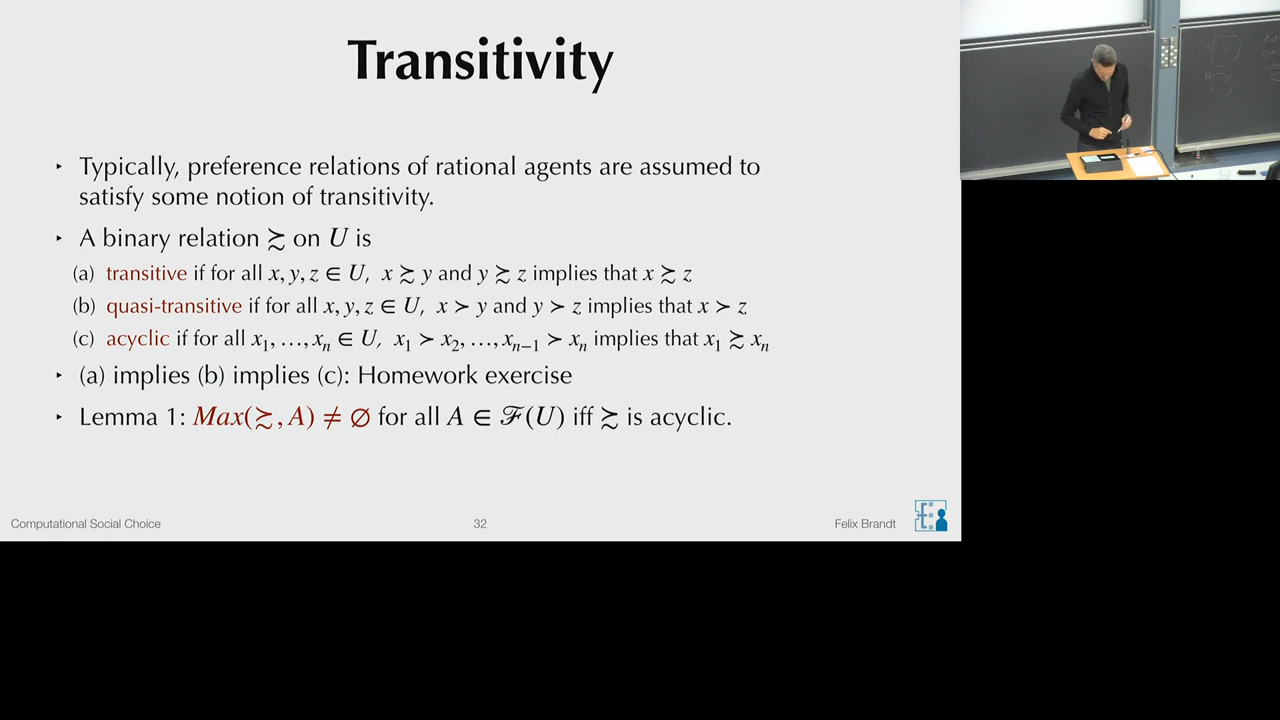 Transitivity
‣ Typically, preference relations of rational agents are assumed to
satisfy some notion of transitivity.
‣ A binary relation ≿ on U is
(a) transitive if for all x, y, z ∈ U, x ≿ y and y ≿ z implies that x ≿ z
(b) quasi-transitive if for all x, y, z ∈ U, x ≻ y and y ≻ z implies that x ≻ z
(c) acyclic if for all x₁, …, xₙ ∈ U, x₁ ≻ x₂, …, xₙ₋₁ ≻ xₙ implies that x₁ ≿ xₙ
‣ (a) implies (b) implies (c): Homework exercise
‣ Lemma 1: Max(≿, A) ≠ ∅ for all A ∈ ℱ(U) iff ≿ is acyclic.
Computational Social Choice 32 Felix Brandt